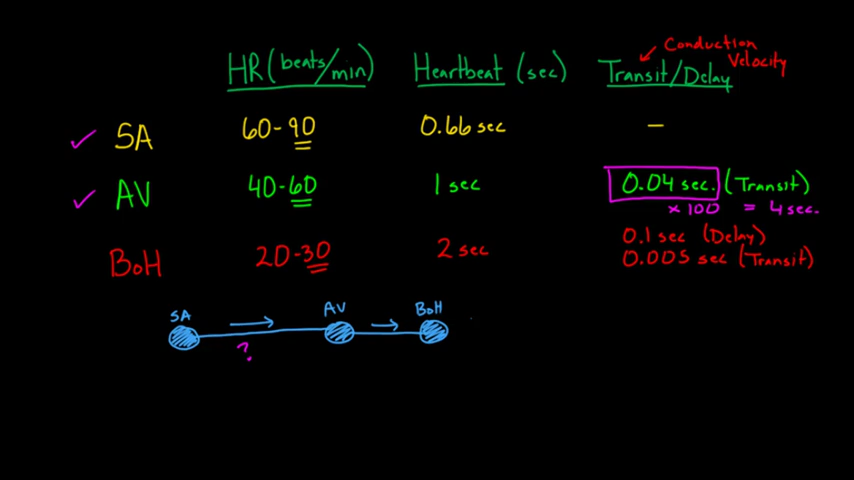 Conduction
Velocity
HR (beats/min) Heartbeat (sec) Transit/Delay
SA 60-90 0.66 sec —
AV 40-60 1 sec 0.04 sec. (Transit)
x 100 = 4 sec.
0.1 sec (Delay)
BoH 20-30 2 sec 0.005 sec (Transit)
SA AV BoH
?